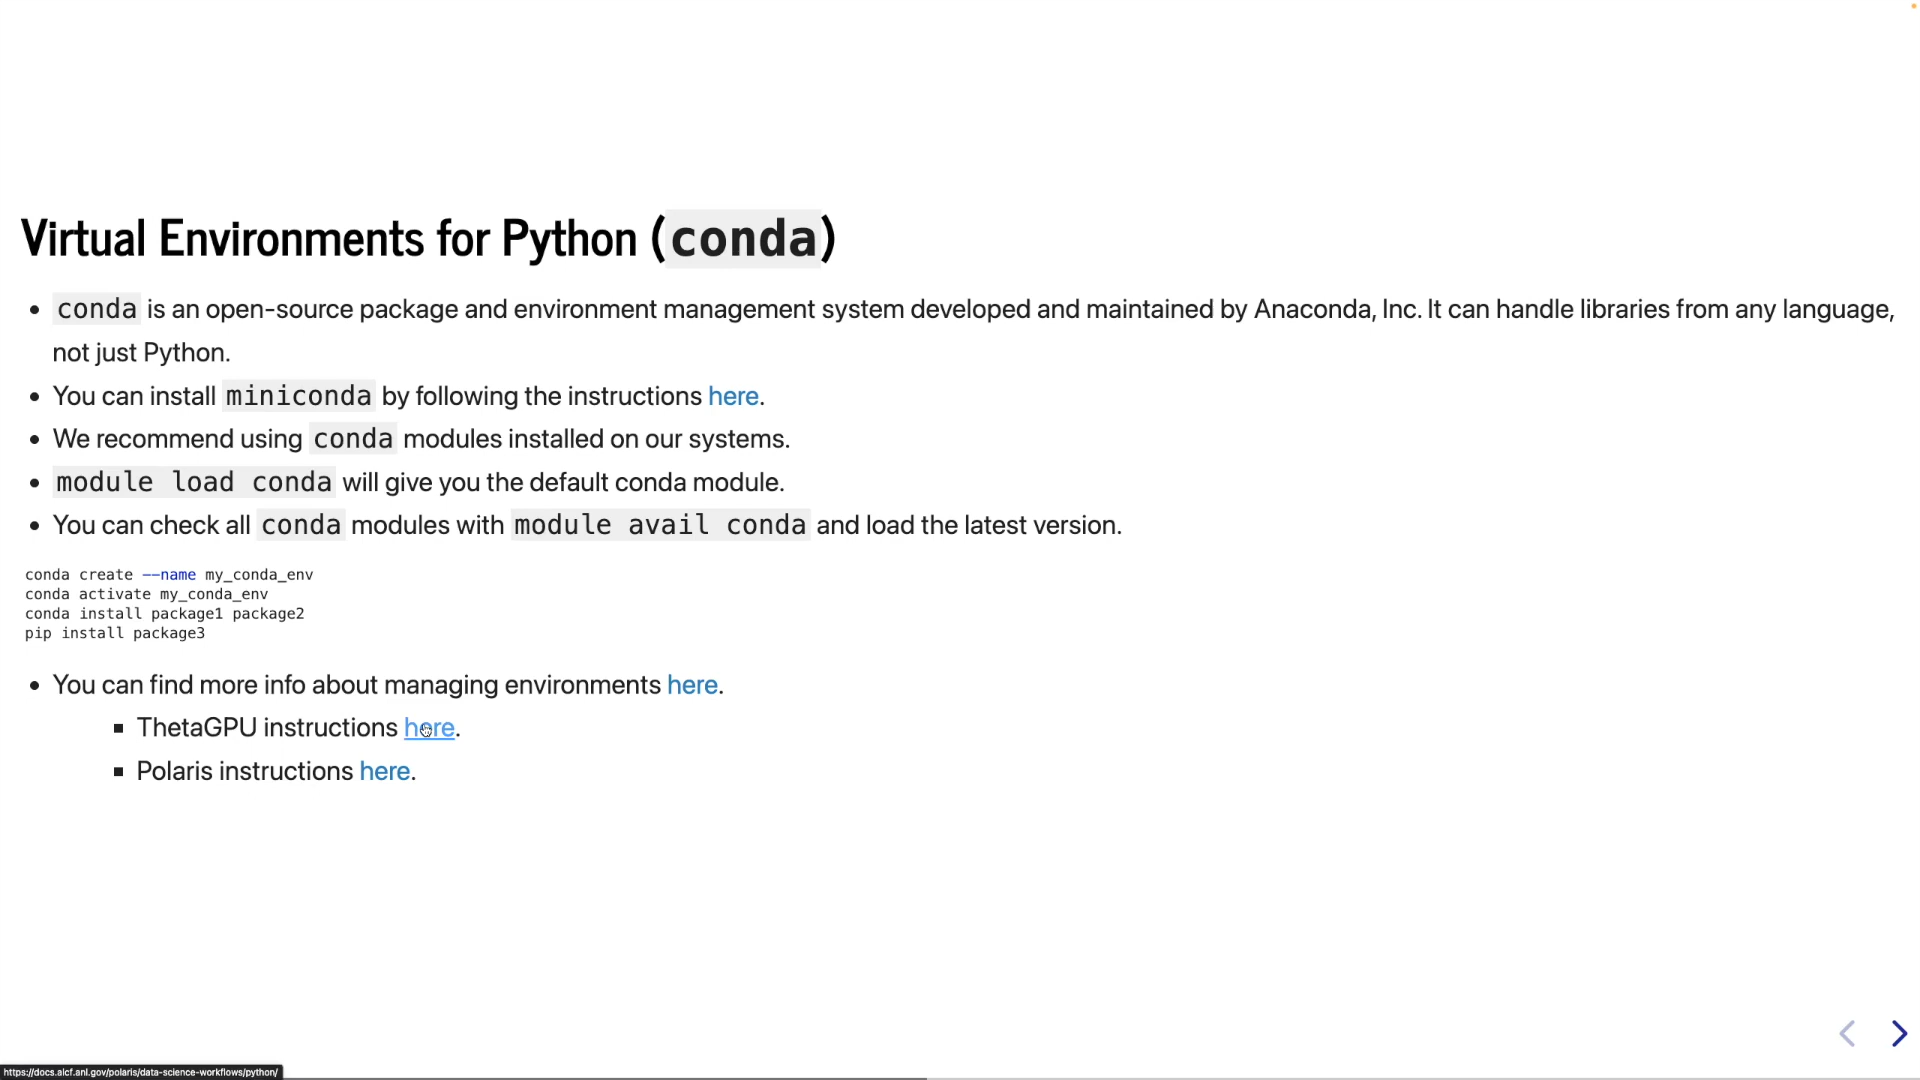 Virtual Environments for Python (conda)
conda is an open-source package and environment management system developed and maintained by Anaconda, Inc. It can handle libraries from any language,
not just Python.
You can install miniconda by following the instructions here.
We recommend using conda modules installed on our systems.
module load conda will give you the default conda module.
You can check all conda modules with module avail conda and load the latest version.
conda create --name my_conda_env
conda activate my_conda_env
conda install package1 package2
pip install package3
You can find more info about managing environments here.
ThetaGPU instructions here.
Polaris instructions here.
https://docs.alcf.anl.gov/polaris/data-science-workflows/python/